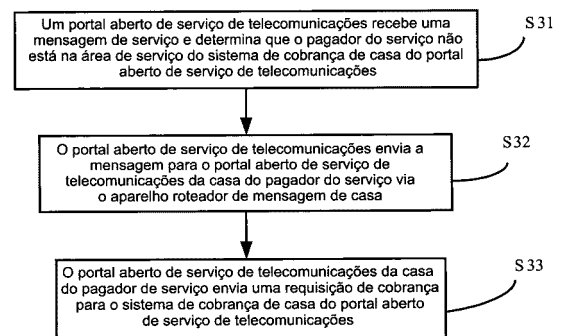 Um portal aberto de serviço de telecomunicações recebe uma
mensagem de serviço e determina que o pagador do serviço não
está na área de serviço do sistema de cobrança de casa do portal
aberto de serviço de telecomunicações
S31
O portal aberto de serviço de telecomunicações envia a
mensagem para o portal aberto de serviço de
telecomunicações da casa do pagador do serviço via
o aparelho roteador de mensagem de casa
S32
O portal aberto de serviço de telecomunicações da casa
do pagador de serviço envia uma requisição de cobrança
para o sistema de cobrança de casa do portal aberto
de serviço de telecomunicações
S33